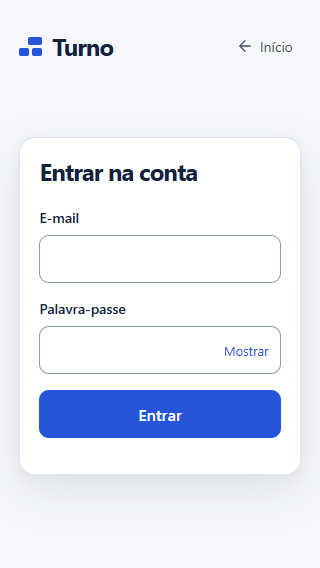 Turno
Início
Entrar na conta
E-mail
Palavra-passe
Mostrar
Entrar